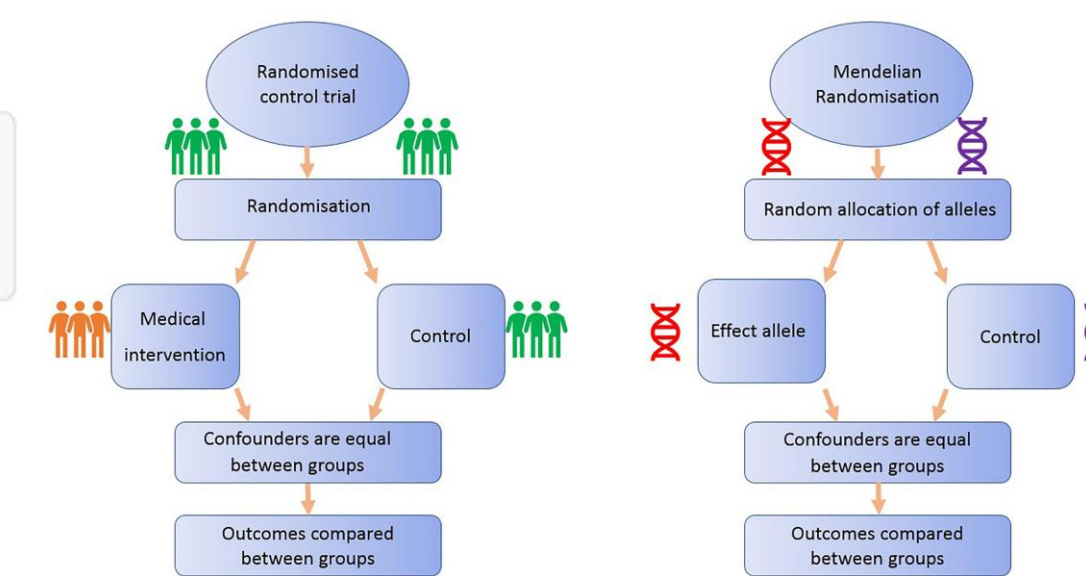 Randomised
control trial
Randomisation
Medical
intervention
Control
Confounders are equal
between groups
Outcomes compared
between groups
Mendelian
Randomisation
Random allocation of alleles
Effect allele
Control
Confounders are equal
between groups
Outcomes compared
between groups